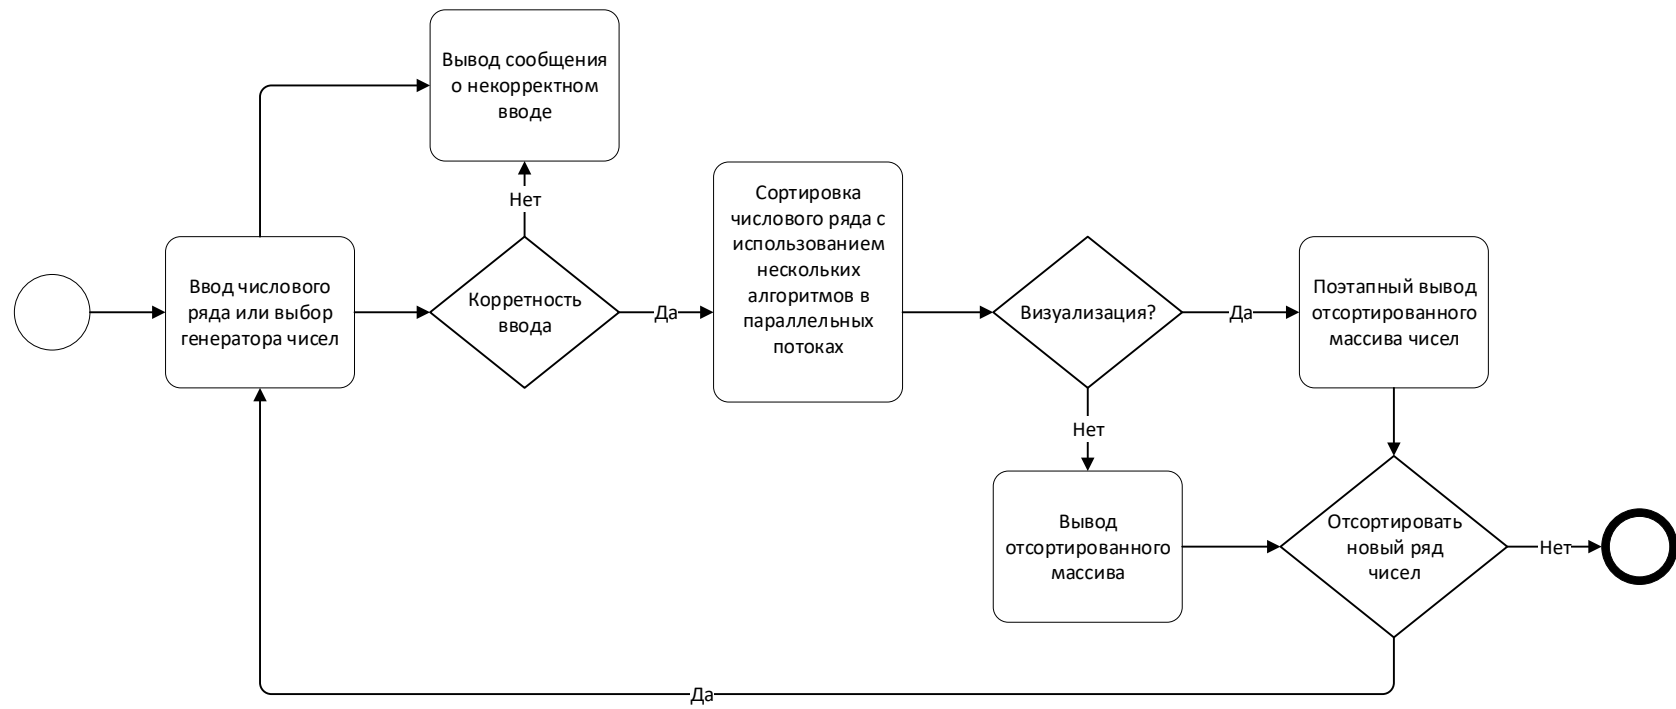 Вывод сообщения
о некорректном
вводе
Нет
Ввод числового
ряда или выбор
генератора чисел
Корретность
ввода
Да
Сортировка
числового ряда с
использованием
нескольких
алгоритмов в
параллельных
потоках
Визуализация?
Да
Поэтапный вывод
отсортированного
массива чисел
Нет
Вывод
отсортированного
массива
Отсортировать
новый ряд
чисел
Нет
Да